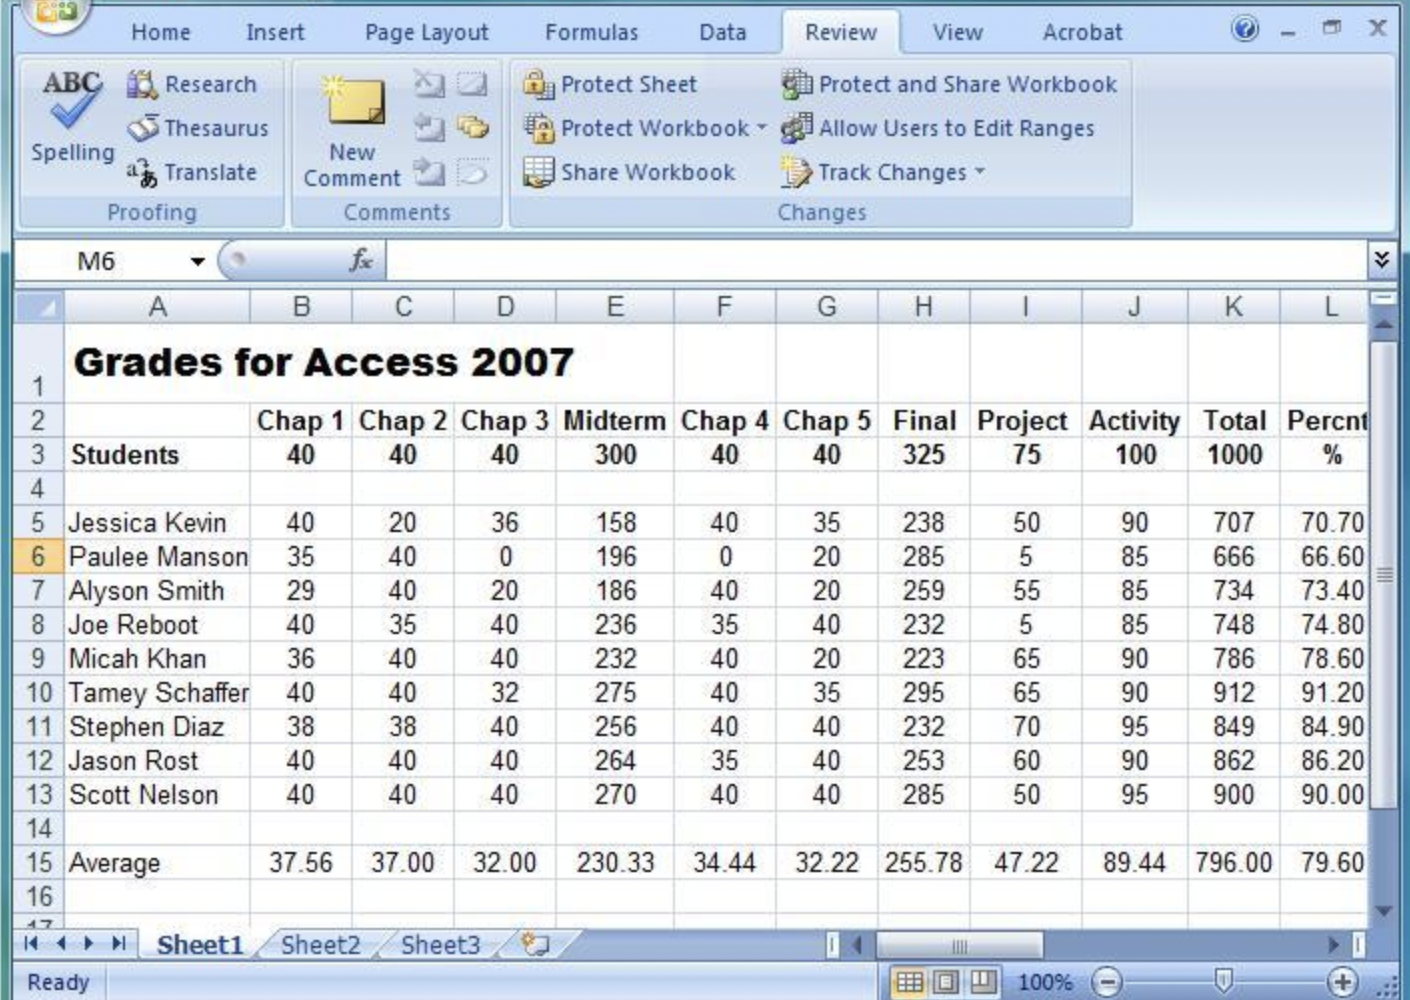 Home Insert Page Layout Formulas Data Review View Acrobat
ABC Research
Thesaurus
Spelling
Translate
Proofing
New
Comment
Comments
Protect Sheet Protect and Share Workbook
Protect Workbook Allow Users to Edit Ranges
Share Workbook Track Changes
Changes
M6 fx
A B C D E F G H I J K L
1 Grades for Access 2007
2 Chap 1 Chap 2 Chap 3 Midterm Chap 4 Chap 5 Final Project Activity Total Percnt
3 Students 40 40 40 300 40 40 325 75 100 1000 %
4
5 Jessica Kevin 40 20 36 158 40 35 238 50 90 707 70.70
6 Paulee Manson 35 40 0 196 0 20 285 5 85 666 66.60
7 Alyson Smith 29 40 20 186 40 20 259 55 85 734 73.40
8 Joe Reboot 40 35 40 236 35 40 232 5 85 748 74.80
9 Micah Khan 36 40 40 232 40 20 223 65 90 786 78.60
10 Tamey Schaffer 40 40 32 275 40 35 295 65 90 912 91.20
11 Stephen Diaz 38 38 40 256 40 40 232 70 95 849 84.90
12 Jason Rost 40 40 40 264 35 40 253 60 90 862 86.20
13 Scott Nelson 40 40 40 270 40 40 285 50 95 900 90.00
14
15 Average 37.56 37.00 32.00 230.33 34.44 32.22 255.78 47.22 89.44 796.00 79.60
16
17
Sheet1 Sheet2 Sheet3
Ready 100%